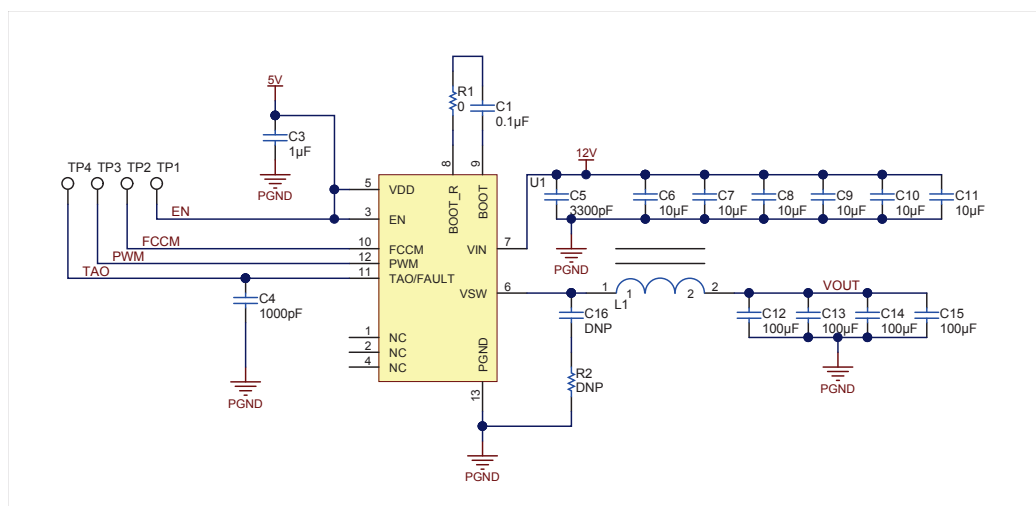 5V
C3
1µF
PGND
R1
0
C1
0.1µF
8
9
BOOT_R
BOOT
TP4
TP3
TP2
TP1
EN
FCCM
PWM
TAO
5
VDD
3
EN
10
FCCM
12
PWM
11
TAO/FAULT
1
NC
2
NC
4
NC
VIN
7
VSW
6
PGND
13
U1
C4
1000pF
PGND
PGND
12V
C5
3300pF
C6
10µF
C7
10µF
C8
10µF
C9
10µF
C10
10µF
C11
10µF
PGND
1
L1
2
2
C16
DNP
R2
DNP
VOUT
C12
100µF
C13
100µF
C14
100µF
C15
100µF
PGND
1